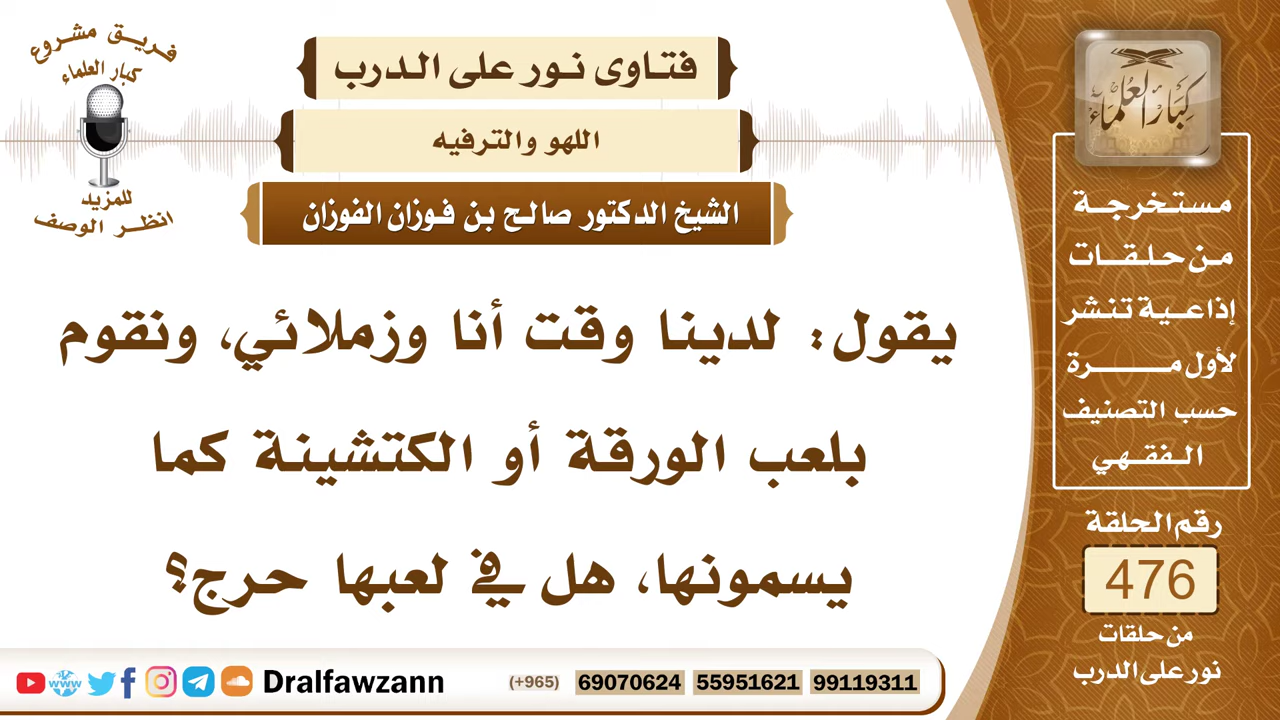 فريق مشروع
كبار العلماء
للمزيد
انظر الوصف
فتاوى نور على الدرب
اللهو والترفيه
الشيخ الدكتور صالح بن فوزان الفوزان
يقول: لدينا وقت أنا وزملائي، ونقوم
بلعب الورقة أو الكتشينة كما
يسمونها، هل في لعبها حرج؟
كبار العلماء
مستخرجة
من حلقات
إذاعية تنشر
لأول مرة
حسب التصنيف
الفقهي
رقم الحلقة
476
من حلقات
نور على الدرب
www
Dralfawzann
(+965) 69070624 55951621 99119311